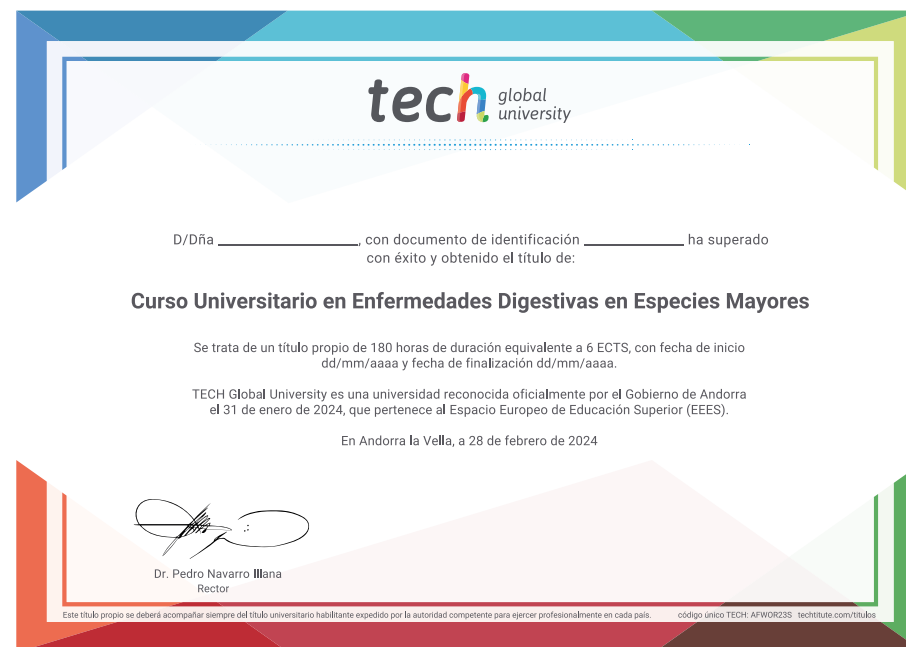 tech global university
D/Dña ____________________, con documento de identificación ______________ ha superado
con éxito y obtenido el título de:
Curso Universitario en Enfermedades Digestivas en Especies Mayores
Se trata de un título propio de 180 horas de duración equivalente a 6 ECTS, con fecha de inicio
dd/mm/aaaa y fecha de finalización dd/mm/aaaa.
TECH Global University es una universidad reconocida oficialmente por el Gobierno de Andorra
el 31 de enero de 2024, que pertenece al Espacio Europeo de Educación Superior (EEES).
En Andorra la Vella, a 28 de febrero de 2024
Dr. Pedro Navarro Illana
Rector
Este título propio se deberá acompañar siempre del título universitario habilitante expedido por la autoridad competente para ejercer profesionalmente en cada país. código único TECH: AFWOR23S techtitute.com/titulos